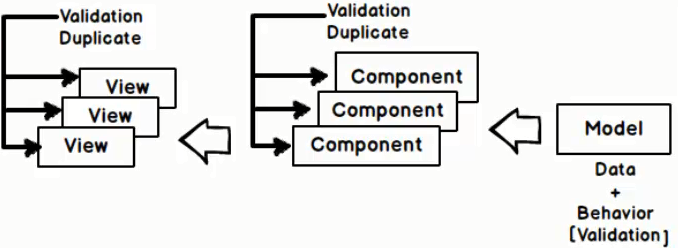 Validation
Duplicate
View
View
View
Validation
Duplicate
Component
Component
Component
Model
Data
+
Behavior
[Validation]